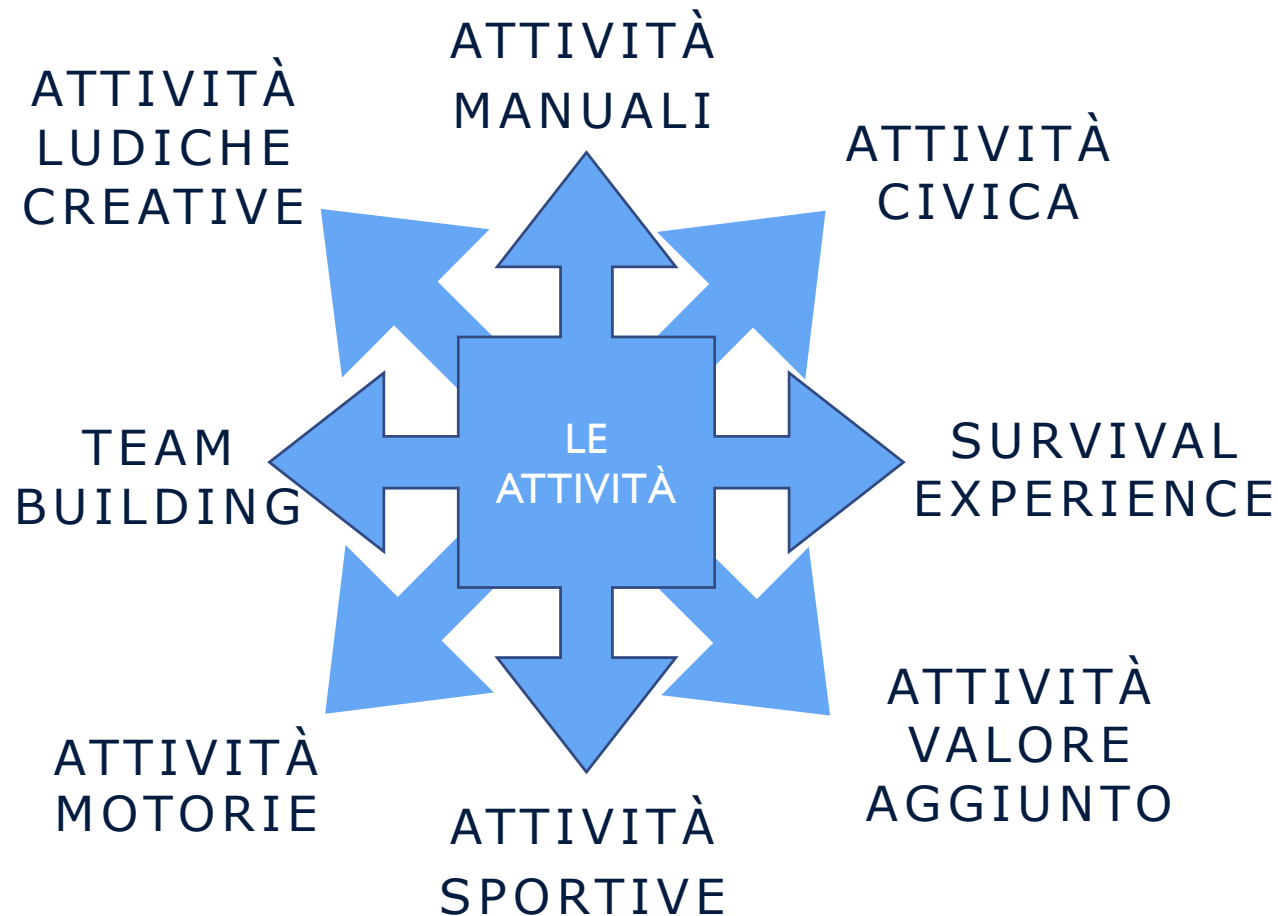 ATTIVITÀ
MANUALI
ATTIVITÀ
LUDICHE
CREATIVE
ATTIVITÀ
CIVICA
TEAM
BUILDING
LE
ATTIVITÀ
SURVIVAL
EXPERIENCE
ATTIVITÀ
MOTORIE
ATTIVITÀ
SPORTIVE
ATTIVITÀ
VALORE
AGGIUNTO